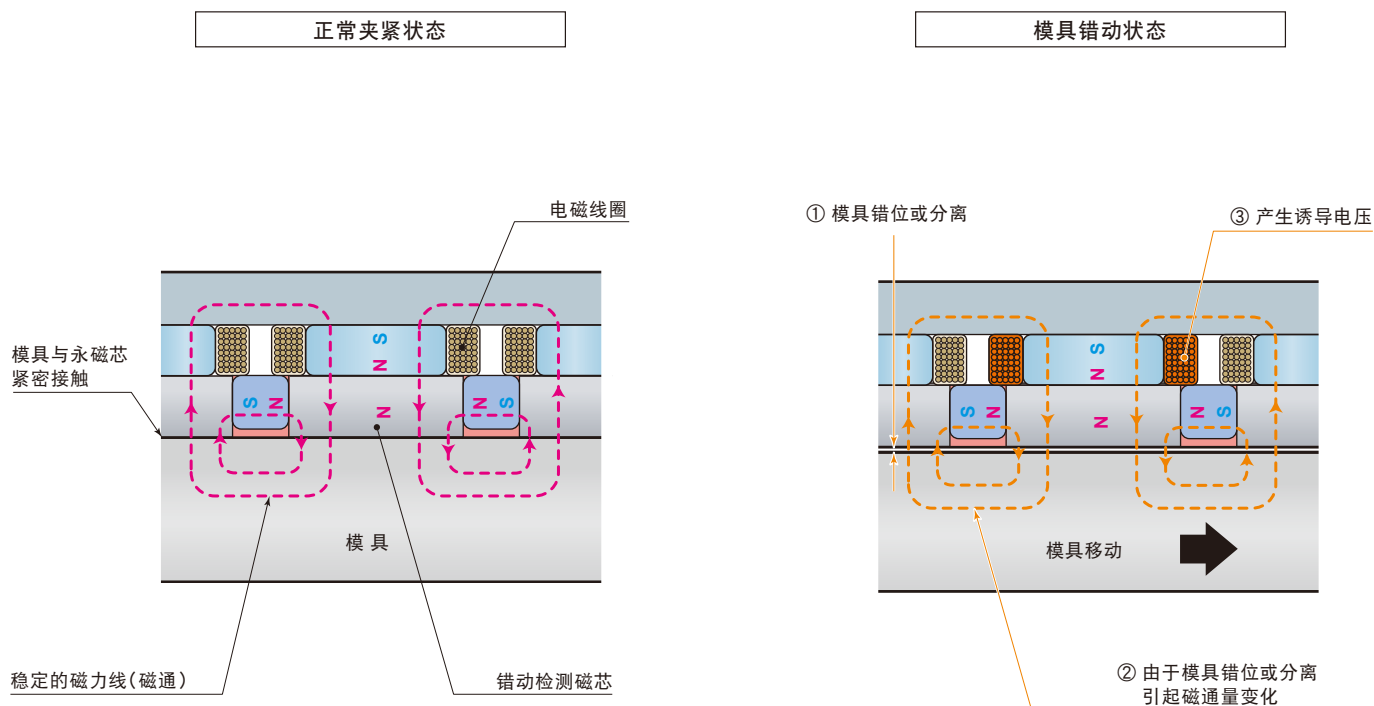 正常夹紧状态
模具错动状态
电磁线圈
① 模具错位或分离
③ 产生诱导电压
模具与永磁芯
紧密接触
S
N
S
N
N
N
S
S
N
S
N
N
N
S
模 具
模具移动
稳定的磁力线(磁通)
错动检测磁芯
② 由于模具错位或分离
引起磁通量变化